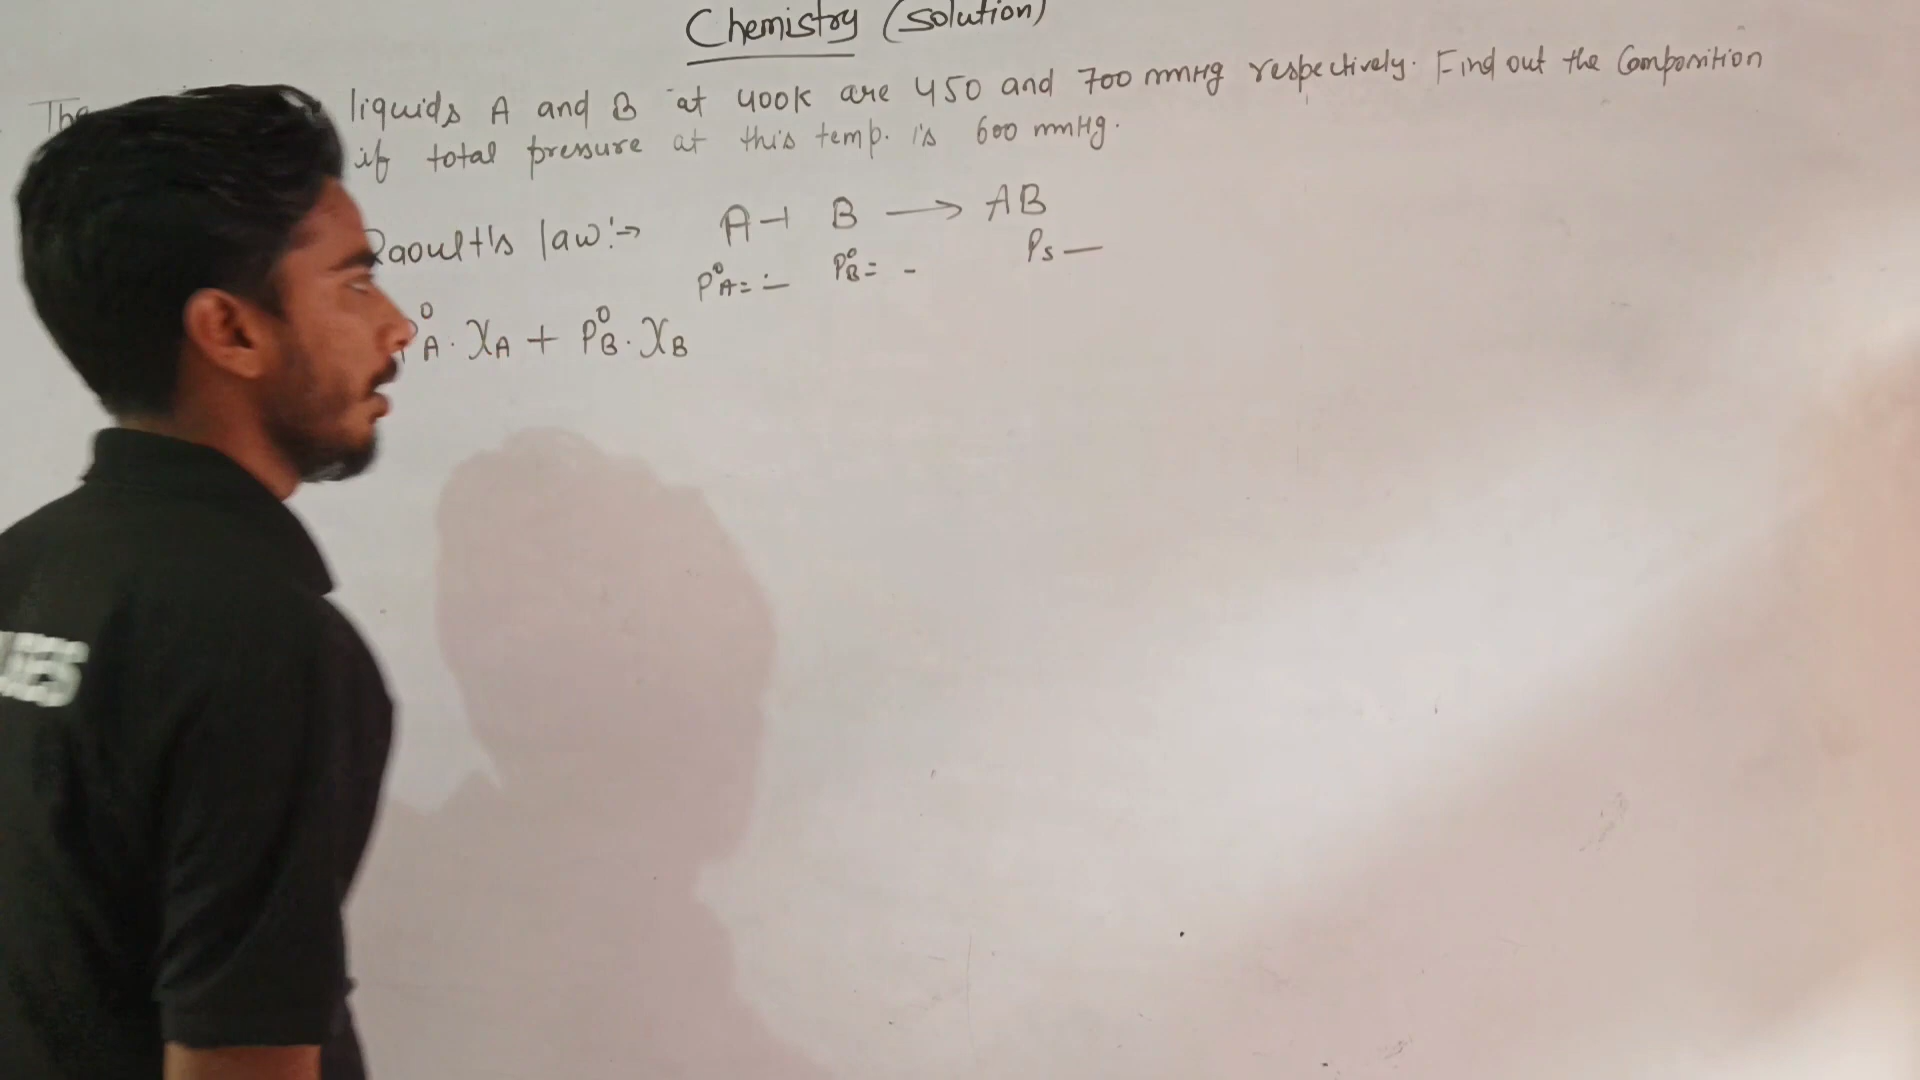 Chemistry (solution)
The liquids A and B at 400K are 450 and 700 mmHg respectively. Find out the Composition
if total pressure at this temp. is 600 mmHg.
Raoult's law:→ A + B → AB
P°A = — P°B = - Ps —
P°A . XA + P°B . XB